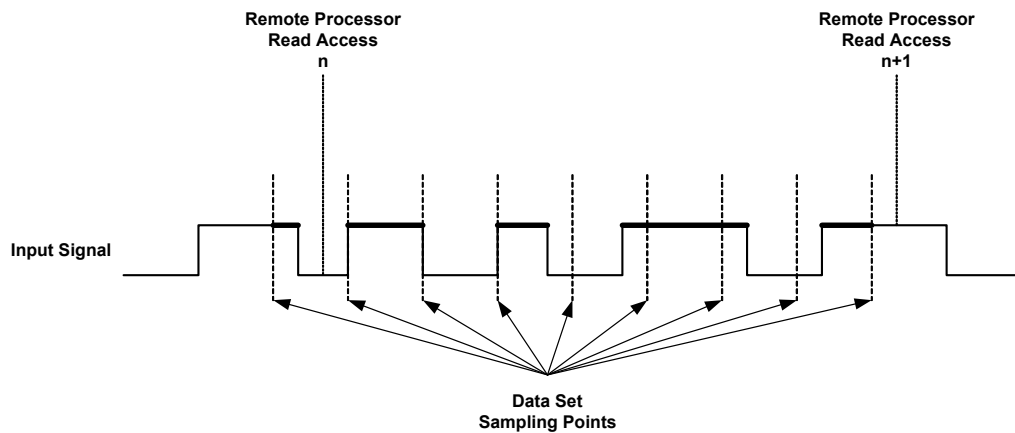 Remote Processor
Read Access
n
Remote Processor
Read Access
n+1
Input Signal
Data Set
Sampling Points